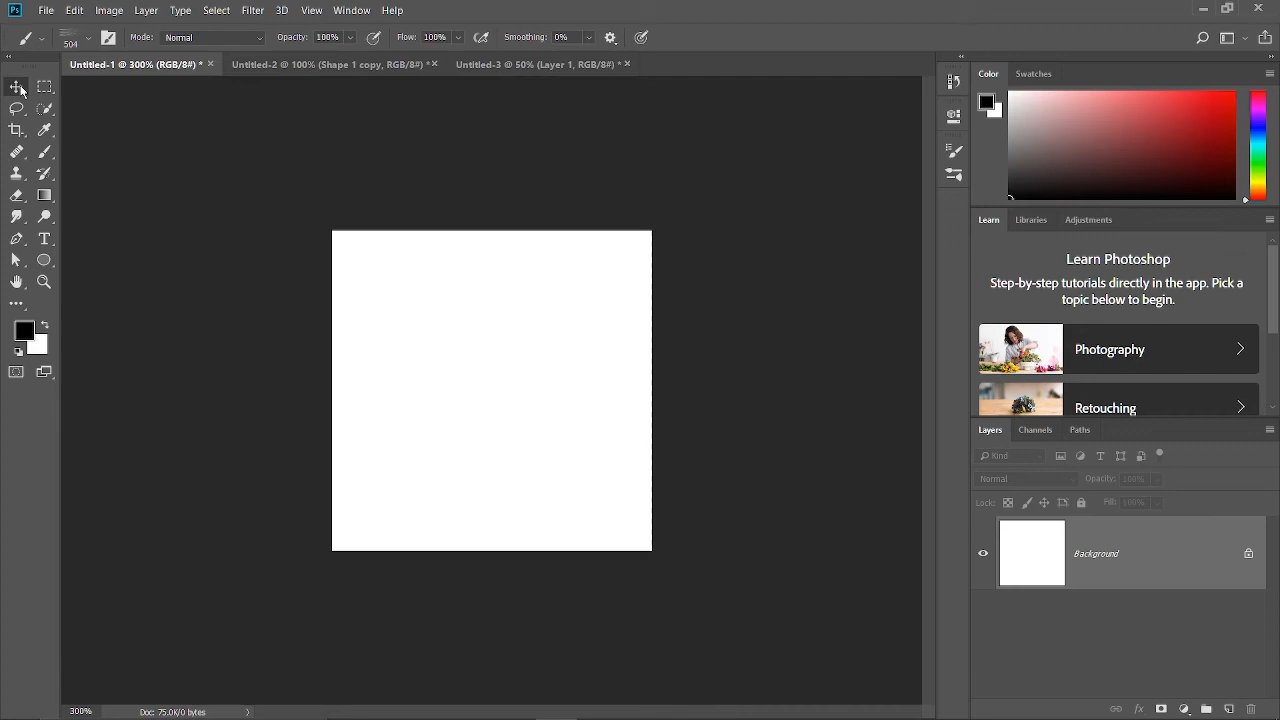 Ps File Edit Image Layer Type Select Filter 3D View Window Help
504 Mode: Normal Opacity: 100% Flow: 100% Smoothing: 0%
Untitled-1 @ 300% (RGB/8#) * × Untitled-2 @ 100% (Shape 1 copy, RGB/8#) * × Untitled-3 @ 50% (Layer 1, RGB/8#) * ×
Color Swatches
Learn Libraries Adjustments
Learn Photoshop
Step-by-step tutorials directly in the app. Pick a
topic below to begin.
Photography
Retouching
Layers Channels Paths
Kind
Normal Opacity: 100%
Lock: Fill: 100%
Background
300% Doc: 75.0K/0 bytes